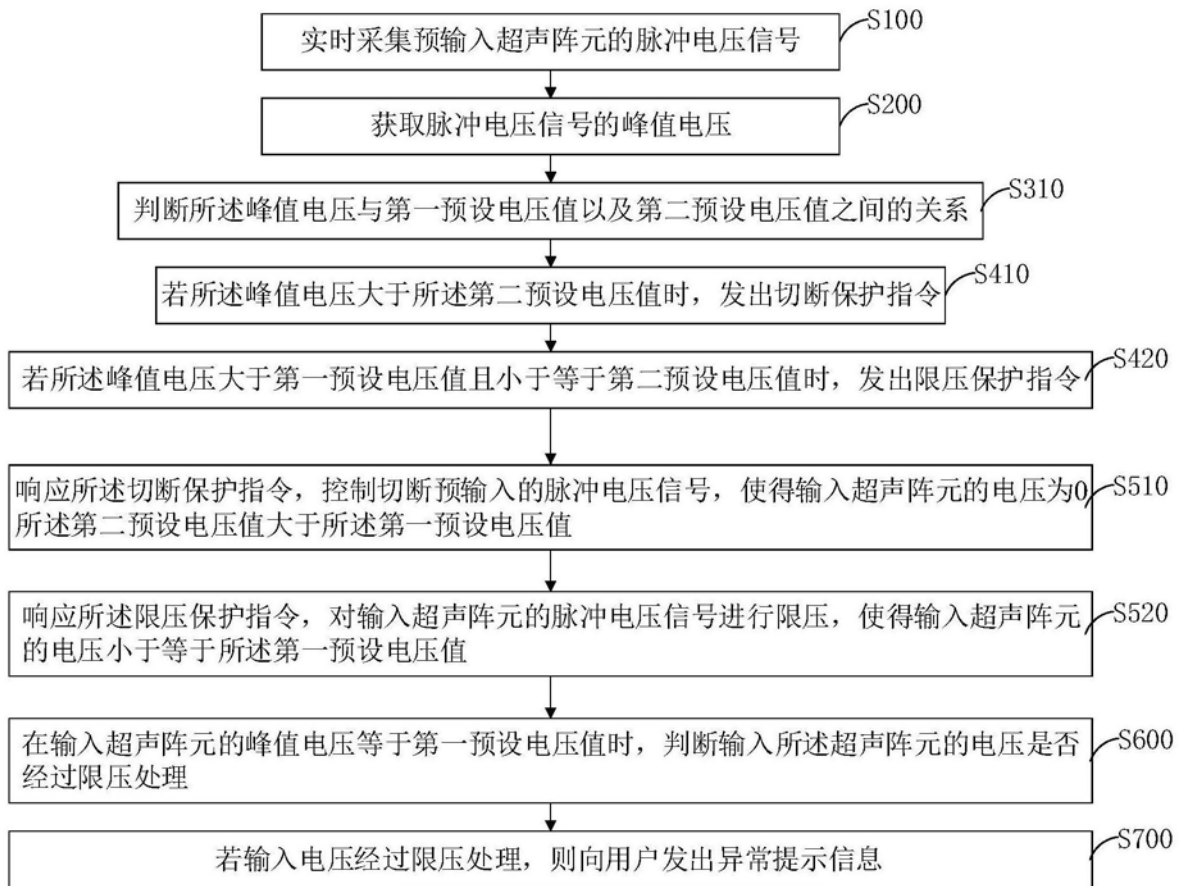 实时采集预输入超声阵元的脉冲电压信号
S100
获取脉冲电压信号的峰值电压
S200
判断所述峰值电压与第一预设电压值以及第二预设电压值之间的关系
S310
若所述峰值电压大于所述第二预设电压值时，发出切断保护指令
S410
若所述峰值电压大于第一预设电压值且小于等于第二预设电压值时，发出限压保护指令
S420
响应所述切断保护指令，控制切断预输入的脉冲电压信号，使得输入超声阵元的电压为0
所述第二预设电压值大于所述第一预设电压值
S510
响应所述限压保护指令，对输入超声阵元的脉冲电压信号进行限压，使得输入超声阵元
的电压小于等于所述第一预设电压值
S520
在输入超声阵元的峰值电压等于第一预设电压值时，判断输入所述超声阵元的电压是否
经过限压处理
S600
若输入电压经过限压处理，则向用户发出异常提示信息
S700